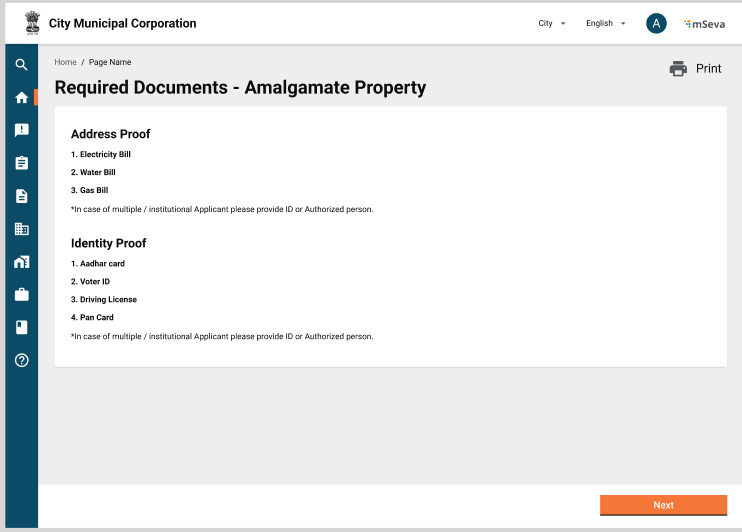 City Municipal Corporation
City
English
A
mSeva
Home / Page Name
Print
Required Documents - Amalgamate Property
Address Proof
1. Electricity Bill
2. Water Bill
3. Gas Bill
*In case of multiple / institutional Applicant please provide ID or Authorized person.
Identity Proof
1. Aadhar card
2. Voter ID
3. Driving License
4. Pan Card
*In case of multiple / institutional Applicant please provide ID or Authorized person.
Next